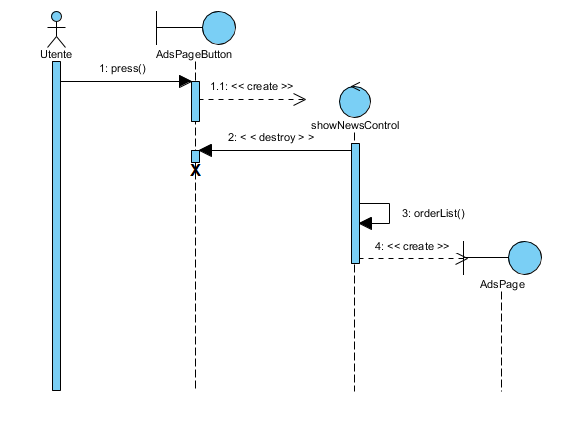 Utente
AdsPageButton
1: press()
1.1: << create >>
showNewsControl
2: < < destroy > >
X
3: orderList()
4: << create >>
AdsPage